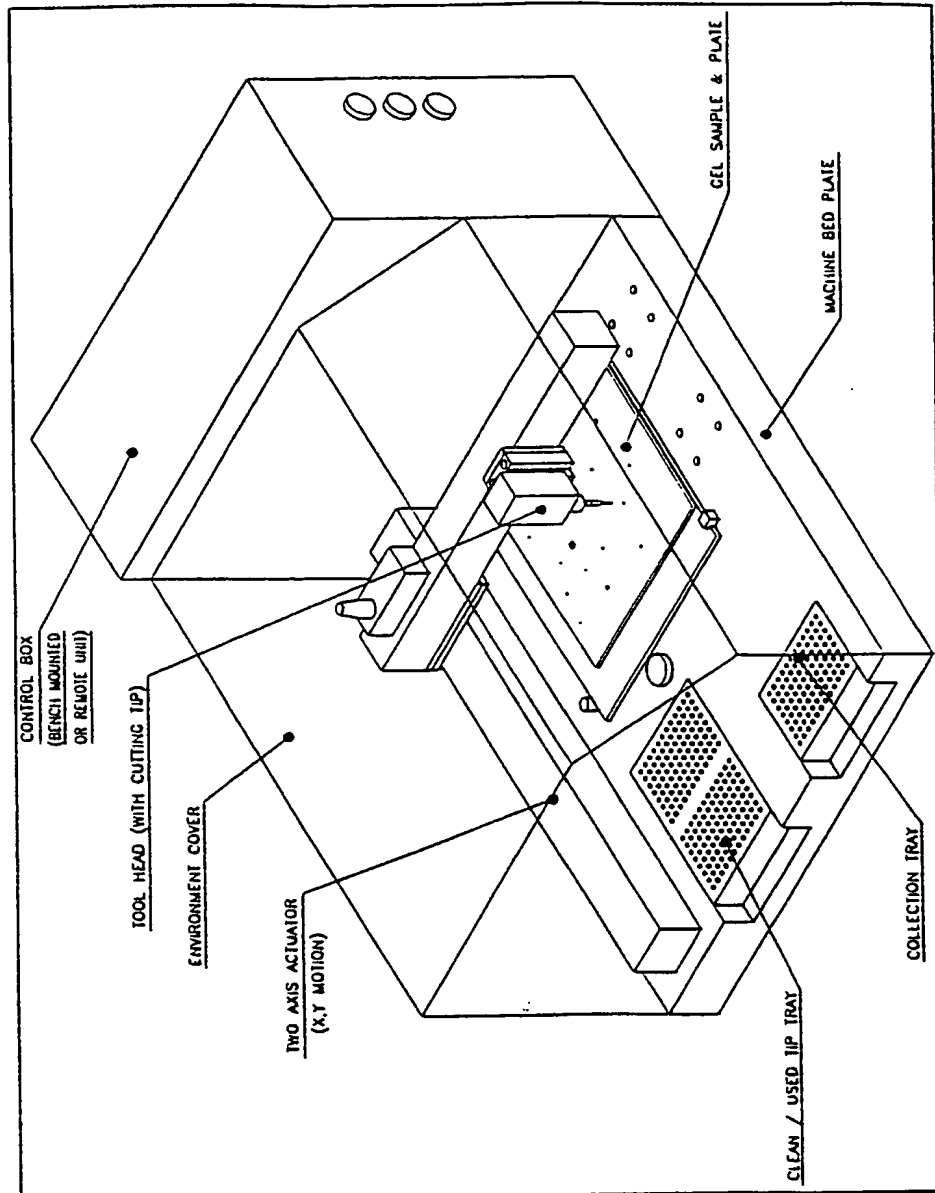 CONTROL BOX
(BENCH MOUNTED
OR REMOTE UNIT)
TOOL HEAD (WITH CUTTING TIP)
ENVIRONMENT COVER
TWO AXIS ACTUATOR
(X,Y MOTION)
CLEAN / USED TIP TRAY
COLLECTION TRAY
MACHINE BED PLATE
GEL SAMPLE & PLATE